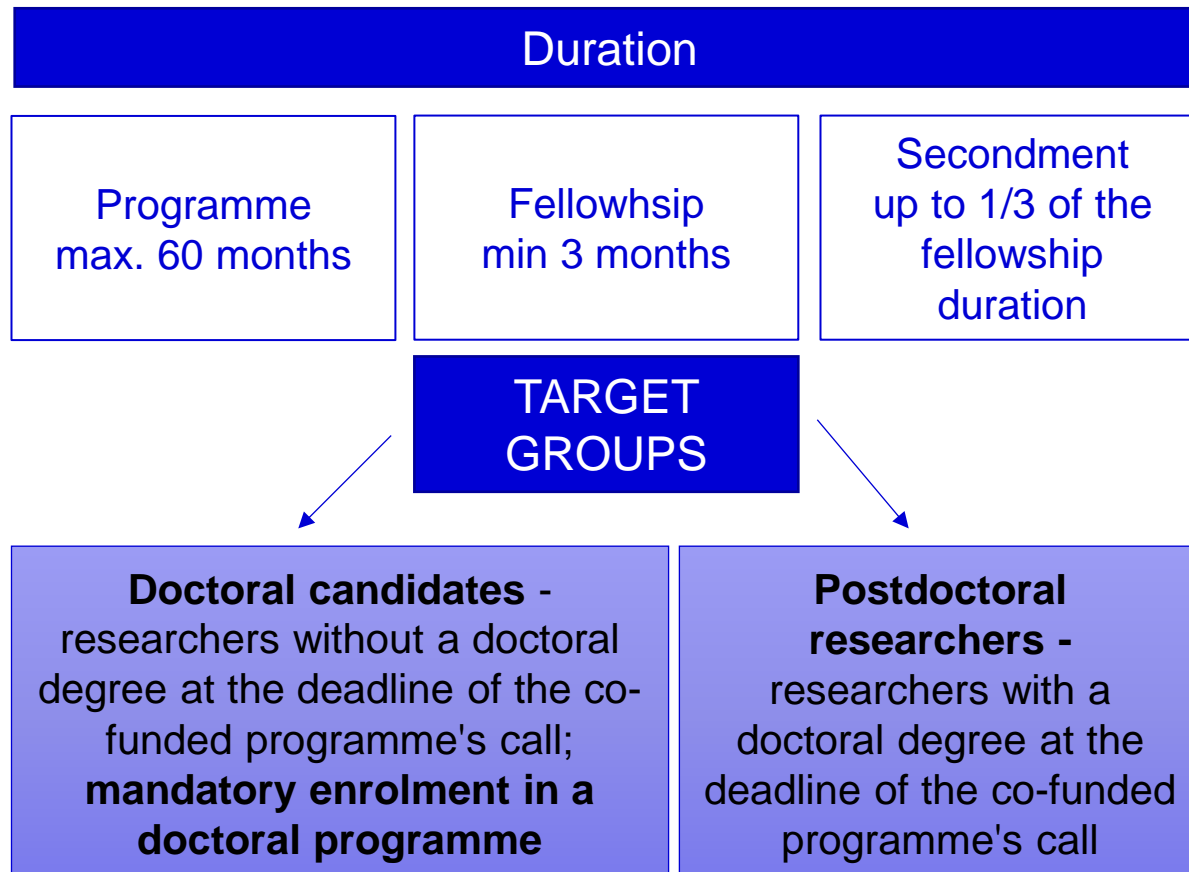 Duration
Programme
max. 60 months
Fellowhsip
min 3 months
Secondment
up to 1/3 of the
fellowship
duration
TARGET
GROUPS
Doctoral candidates -
researchers without a doctoral
degree at the deadline of the co-
funded programme's call;
mandatory enrolment in a
doctoral programme
Postdoctoral
researchers -
researchers with a
doctoral degree at the
deadline of the co-funded
programme's call